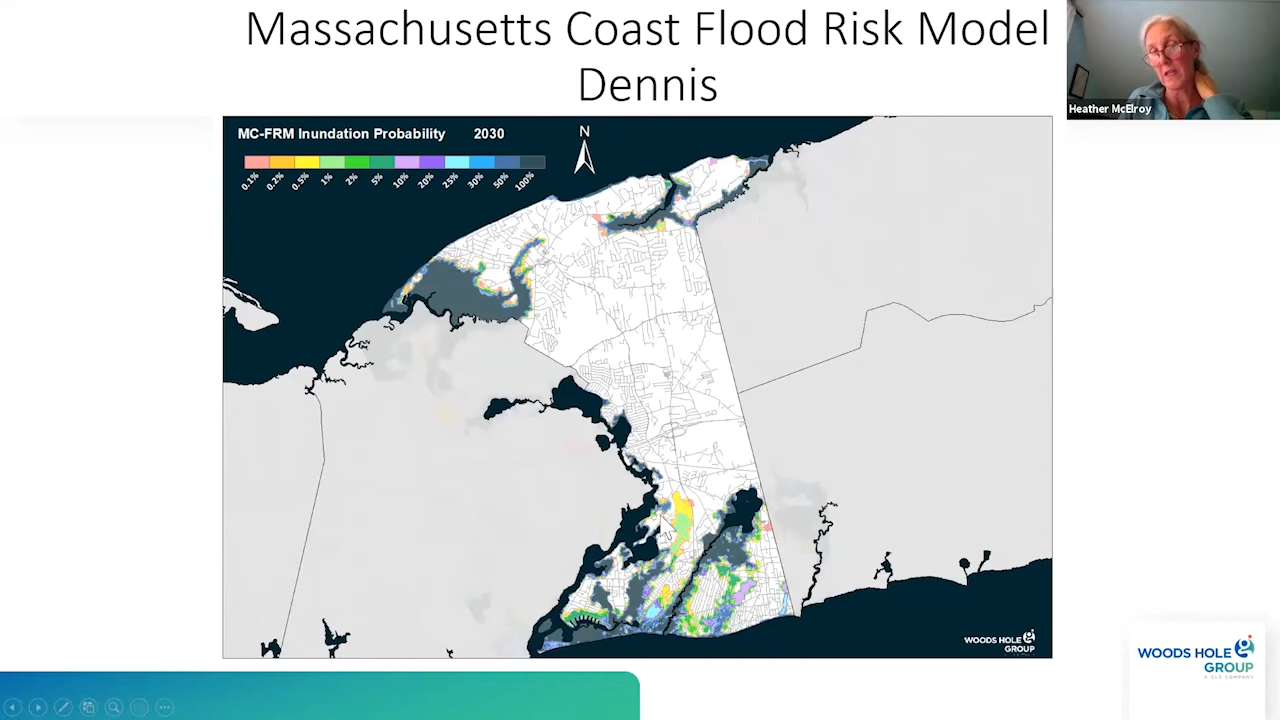 Massachusetts Coast Flood Risk Model
Dennis
Heather McElroy
MC-FRM Inundation Probability 2030
N
0.1% 0.2% 0.5% 1% 2% 5% 10% 20% 25% 30% 50% 100%
WOODS HOLE
GROUP
WOODS HOLE
GROUP
A CLS COMPANY